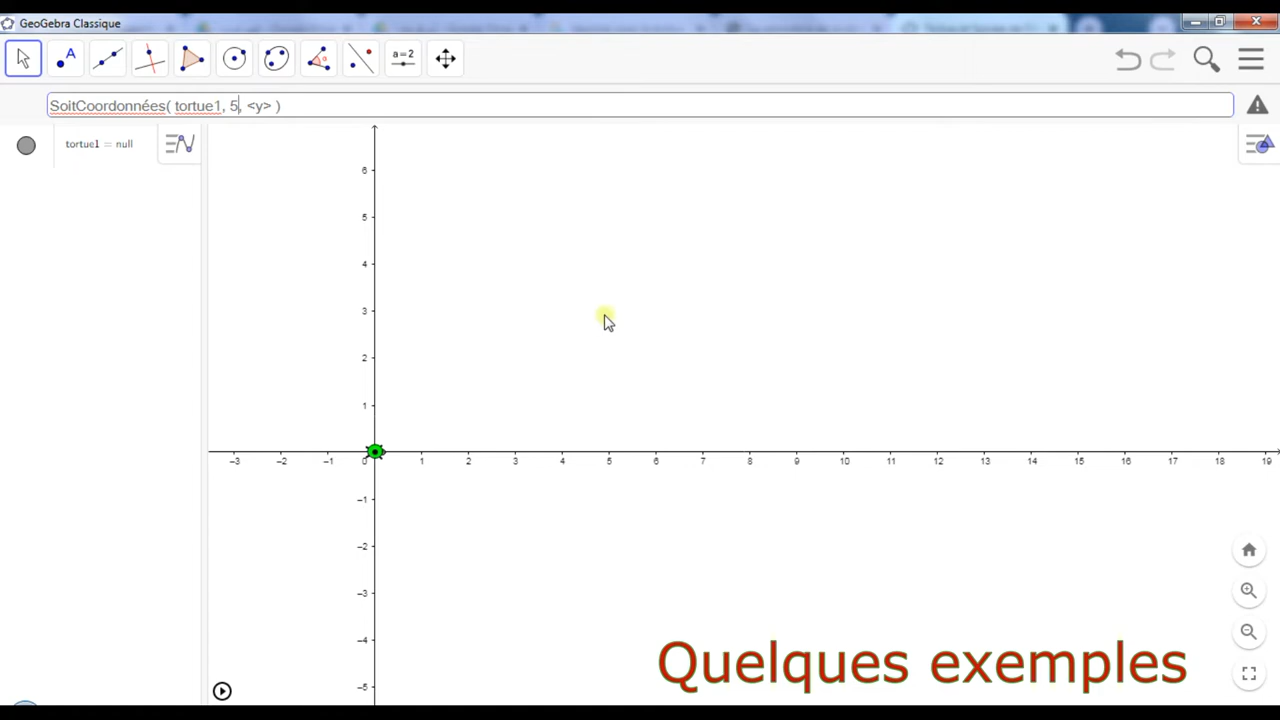 GeoGebra Classique
A
a=2
SoitCoordonnées( tortue1, 5, <y> )
tortue1 = null
6
5
4
3
2
1
−3 −2 −1 0 1 2 3 4 5 6 7 8 9 10 11 12 13 14 15 16 17 18 19
−1
−2
−3
−4
−5
Quelques exemples